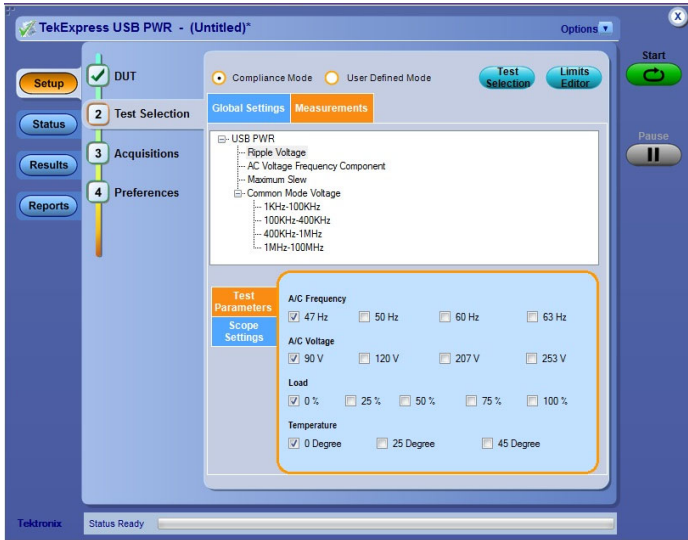 TekExpress USB PWR - (Untitled)*
Options
x
Start
Pause
Setup
Status
Results
Reports
DUT
2 Test Selection
3 Acquisitions
4 Preferences
Compliance Mode
User Defined Mode
Test Selection
Limits Editor
Global Settings
Measurements
USB PWR
Ripple Voltage
AC Voltage Frequency Component
Maximum Slew
Common Mode Voltage
1KHz-100KHz
100KHz-400KHz
400KHz-1MHz
1MHz-100MHz
Test Parameters
Scope Settings
A/C Frequency
47 Hz 50 Hz 60 Hz 63 Hz
A/C Voltage
90 V 120 V 207 V 253 V
Load
0 % 25 % 50 % 75 % 100 %
Temperature
0 Degree 25 Degree 45 Degree
Tektronix
Status Ready